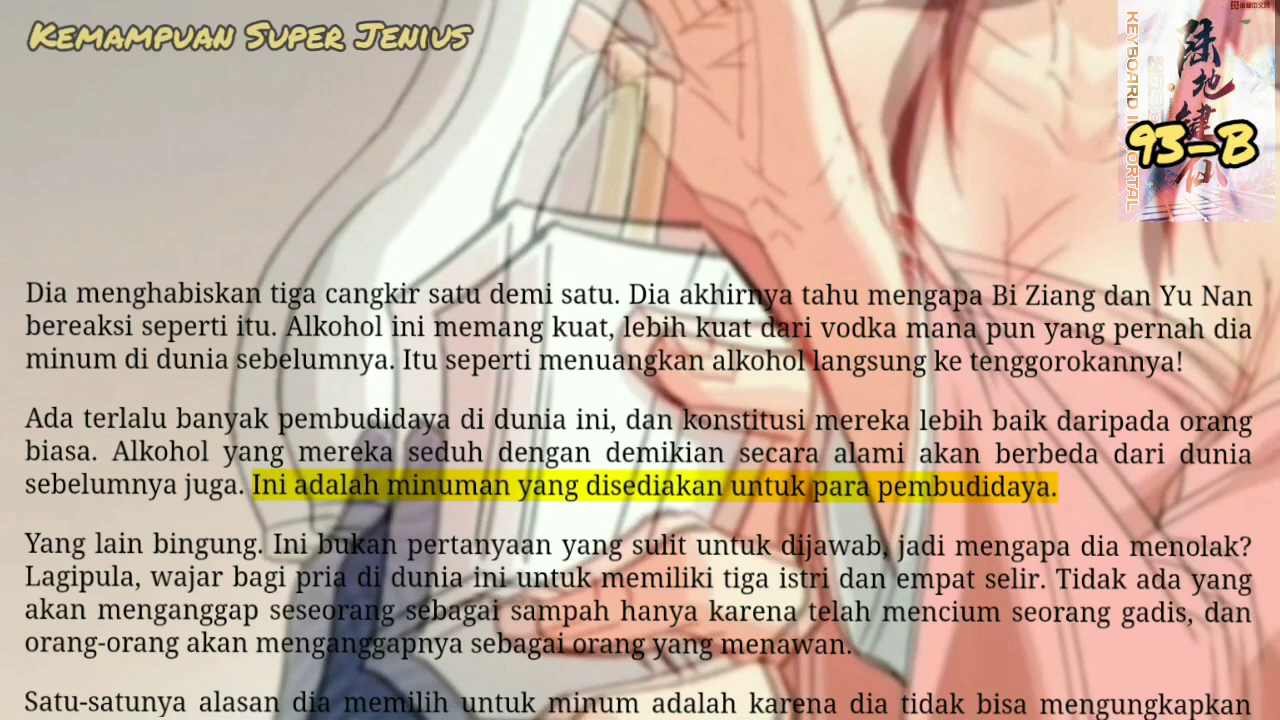 Kemampuan Super Jenius
陆地键仙
93-B
Dia menghabiskan tiga cangkir satu demi satu. Dia akhirnya tahu mengapa Bi Ziang dan Yu Nan
bereaksi seperti itu. Alkohol ini memang kuat, lebih kuat dari vodka mana pun yang pernah dia
minum di dunia sebelumnya. Itu seperti menuangkan alkohol langsung ke tenggorokannya!
Ada terlalu banyak pembudidaya di dunia ini, dan konstitusi mereka lebih baik daripada orang
biasa. Alkohol yang mereka seduh dengan demikian secara alami akan berbeda dari dunia
sebelumnya juga. Ini adalah minuman yang disediakan untuk para pembudidaya.
Yang lain bingung. Ini bukan pertanyaan yang sulit untuk dijawab, jadi mengapa dia menolak?
Lagipula, wajar bagi pria di dunia ini untuk memiliki tiga istri dan empat selir. Tidak ada yang
akan menganggap seseorang sebagai sampah hanya karena telah mencium seorang gadis, dan
orang-orang akan menganggapnya sebagai orang yang menawan.
Satu-satunya alasan dia memilih untuk minum adalah karena dia tidak bisa mengungkapkan
KEYBOARD